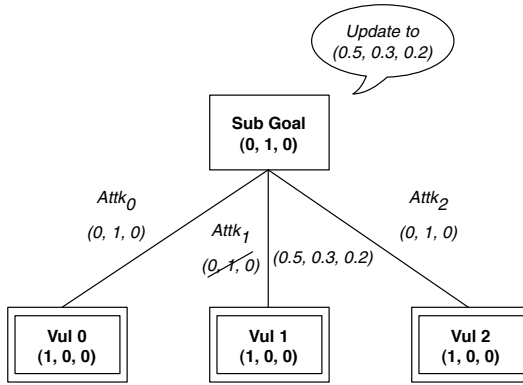 Update to
(0.5, 0.3, 0.2)
Sub Goal
(0, 1, 0)
Attk0
(0, 1, 0)
Attk1
(0, 1, 0)
(0.5, 0.3, 0.2)
Attk2
(0, 1, 0)
Vul 0
(1, 0, 0)
Vul 1
(1, 0, 0)
Vul 2
(1, 0, 0)